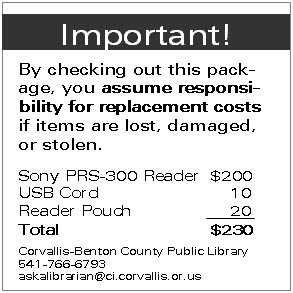 Important!
By checking out this pack-
age, you assume responsi-
bility for replacement costs
if items are lost, damaged,
or stolen.
Sony PRS-300 Reader $200
USB Cord 10
Reader Pouch 20
Total $230
Corvallis-Benton County Public Library
541-766-6793
askalibrarian@ci.corvallis.or.us